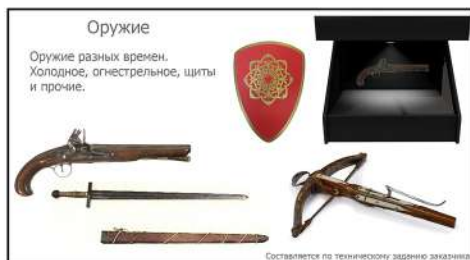 Оружие
Оружие разных времен.
Холодное, огнестрельное, щиты
и прочие.
Составляется по техническому заданию заказчика